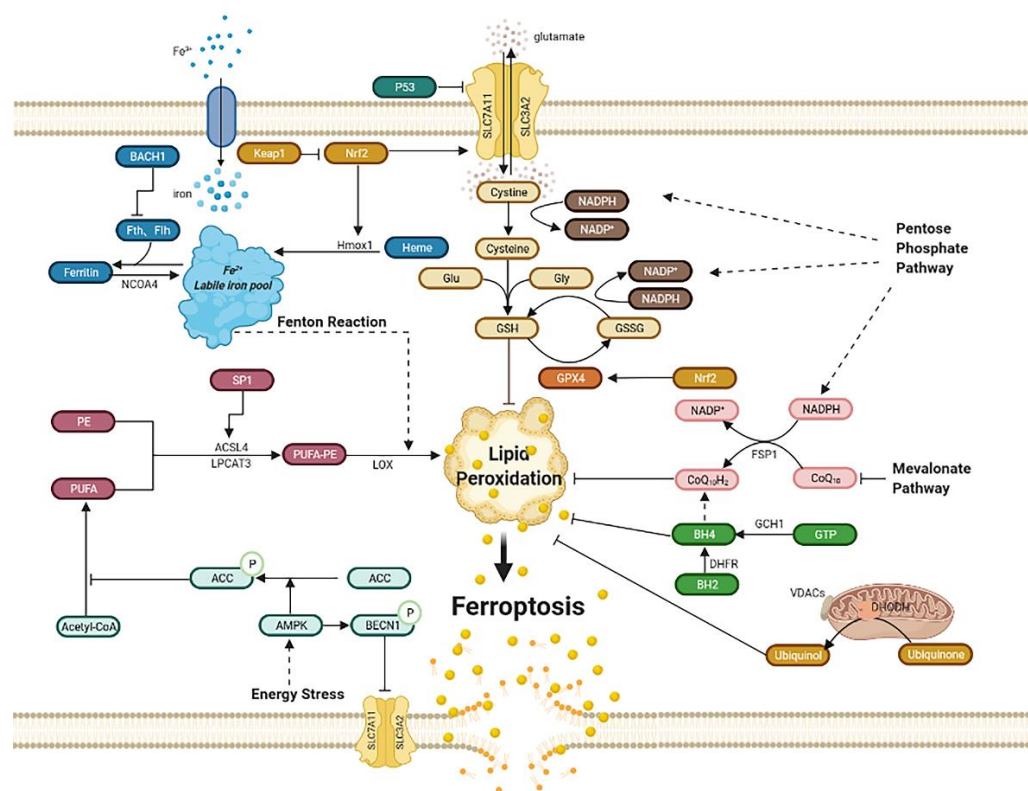 Fe³⁺
glutamate
P53
SLC7A11
SLC3A2
BACH1
Keap1
Nrf2
iron
Cystine
NADPH
NADP⁺
Fth、Flh
Hmox1
Heme
Cysteine
Pentose
Phosphate
Pathway
Ferritin
NCOA4
Fe²⁺
Labile iron pool
Glu
Gly
NADP⁺
NADPH
Fenton Reaction
GSH
GSSG
SP1
GPX4
Nrf2
PE
ACSL4
LPCAT3
PUFA-PE
LOX
Lipid
Peroxidation
NADP⁺
NADPH
FSP1
PUFA
CoQ₁₀H₂
CoQ₁₀
Mevalonate
Pathway
BH4
GCH1
GTP
DHFR
BH2
ACC
P
ACC
VDACs
DHODH
Acetyl-CoA
AMPK
BECN1
P
Ferroptosis
Ubiquinol
Ubiquinone
Energy Stress
SLC7A11
SLC3A2